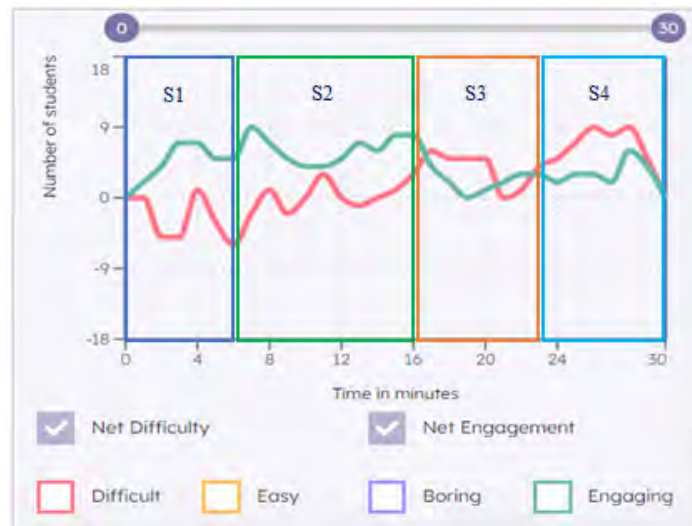 0 30
Number of students
18
9
0
-9
-18
S1 S2 S3 S4
0 4 8 12 16 20 24 30
Time in minutes
Net Difficulty Net Engagement
Difficult Easy Boring Engaging